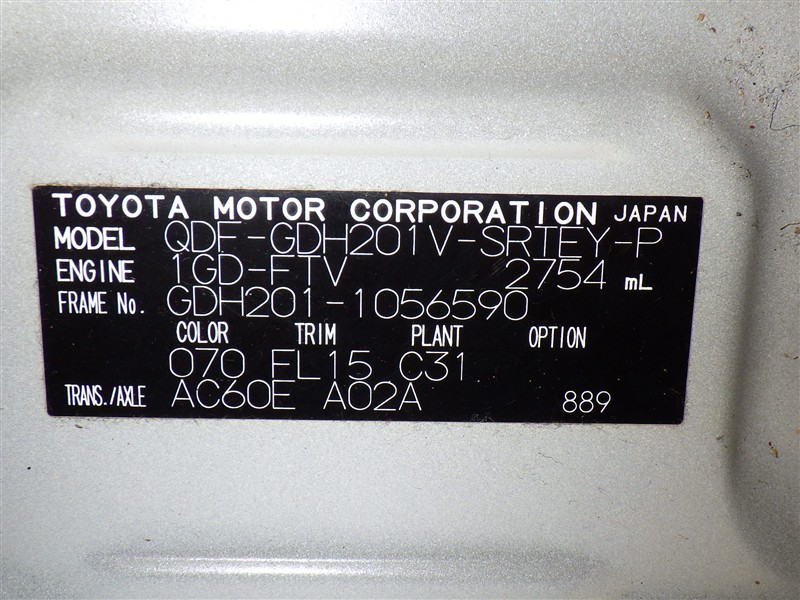 TOYOTA MOTOR CORPORATION JAPAN
MODEL QDF-GDH201V-SRTEY-P
ENGINE 1GD-FTV 2754 mL
FRAME No. GDH201-1056590
COLOR TRIM PLANT OPTION
070 FL15 C31
TRANS./AXLE AC60E A02A 889